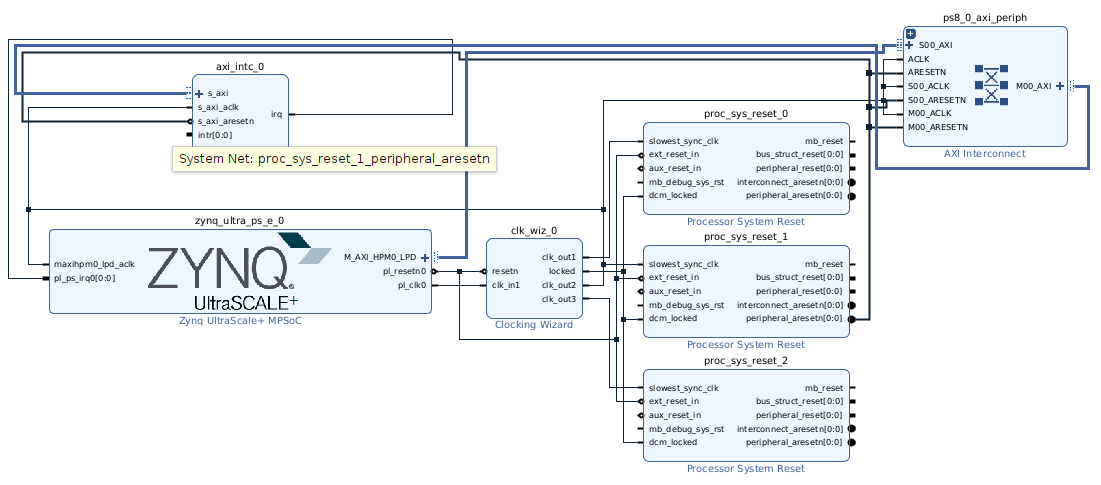 ps8_0_axi_periph
S00_AXI
ACLK
ARESETN
S00_ACLK
S00_ARESETN
M00_ACLK
M00_ARESETN
M00_AXI
AXI Interconnect
axi_intc_0
s_axi
s_axi_aclk
s_axi_aresetn
intr[0:0]
irq
System Net: proc_sys_reset_1_peripheral_aresetn
proc_sys_reset_0
slowest_sync_clk
ext_reset_in
aux_reset_in
mb_debug_sys_rst
dcm_locked
mb_reset
bus_struct_reset[0:0]
peripheral_reset[0:0]
interconnect_aresetn[0:0]
peripheral_aresetn[0:0]
Processor System Reset
zynq_ultra_ps_e_0
maxihpm0_lpd_aclk
pl_ps_irq0[0:0]
ZYNQ
UltraSCALE+
M_AXI_HPM0_LPD
pl_resetn0
pl_clk0
Zynq UltraScale+ MPSoC
clk_wiz_0
resetn
clk_in1
clk_out1
locked
clk_out2
clk_out3
Clocking Wizard
proc_sys_reset_1
slowest_sync_clk
ext_reset_in
aux_reset_in
mb_debug_sys_rst
dcm_locked
mb_reset
bus_struct_reset[0:0]
peripheral_reset[0:0]
interconnect_aresetn[0:0]
peripheral_aresetn[0:0]
Processor System Reset
proc_sys_reset_2
slowest_sync_clk
ext_reset_in
aux_reset_in
mb_debug_sys_rst
dcm_locked
mb_reset
bus_struct_reset[0:0]
peripheral_reset[0:0]
interconnect_aresetn[0:0]
peripheral_aresetn[0:0]
Processor System Reset